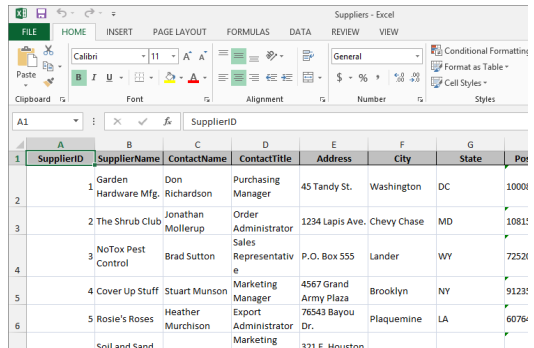 Suppliers - Excel
FILE HOME INSERT PAGE LAYOUT FORMULAS DATA REVIEW VIEW
Paste
Calibri 11 A A
B I U A
General
$ % ,
Conditional Formatting
Format as Table
Cell Styles
Clipboard Font Alignment Number Styles
A1 fx SupplierID
A B C D E F G
1 SupplierID SupplierName ContactName ContactTitle Address City State Pos
2 1 Garden Hardware Mfg. Don Richardson Purchasing Manager 45 Tandy St. Washington DC 10008
3 2 The Shrub Club Jonathan Mollerup Order Administrator 1234 Lapis Ave. Chevy Chase MD 10815
4 3 NoTox Pest Control Brad Sutton Sales Representative P.O. Box 555 Lander WY 72520
5 4 Cover Up Stuff Stuart Munson Marketing Manager 4567 Grand Army Plaza Brooklyn NY 91235
6 5 Rosie's Roses Heather Murchison Export Administrator 76543 Bayou Dr. Plaquemine LA 60764
Soil and Sand Marketing 321 E. Houston